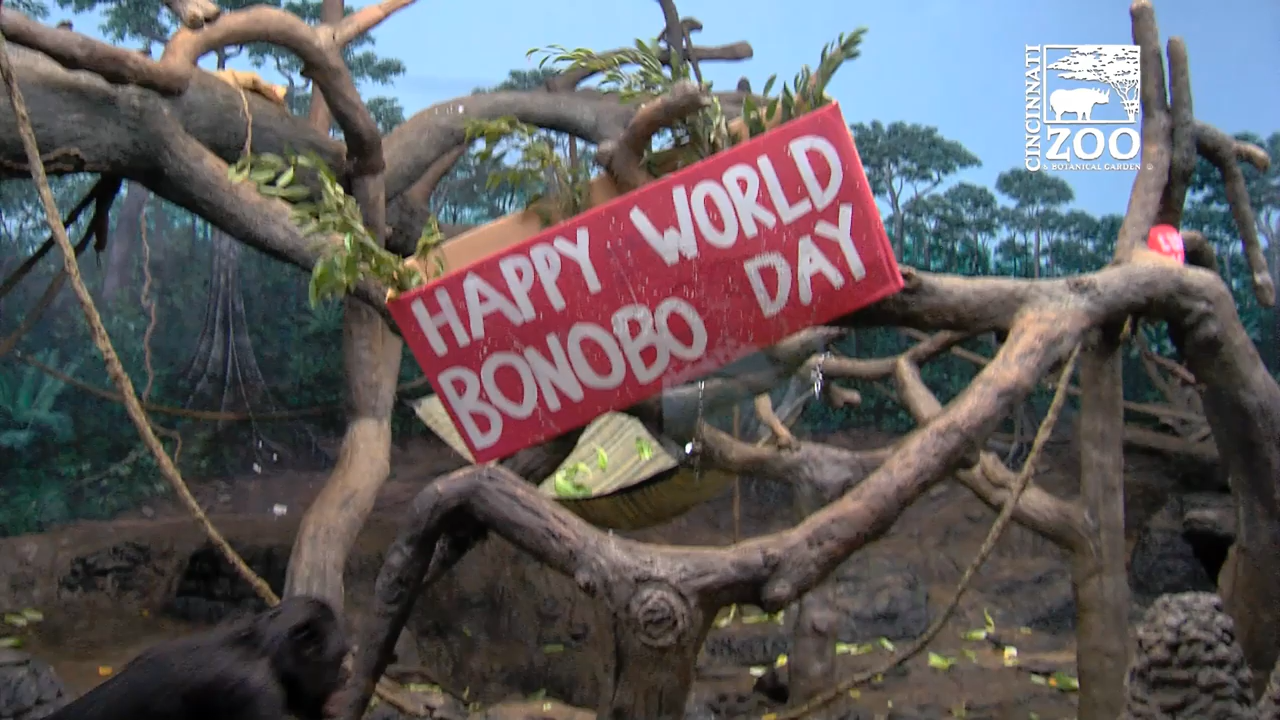 HAPPY WORLD
BONOBO DAY
CINCINNATI
ZOO
& BOTANICAL GARDEN